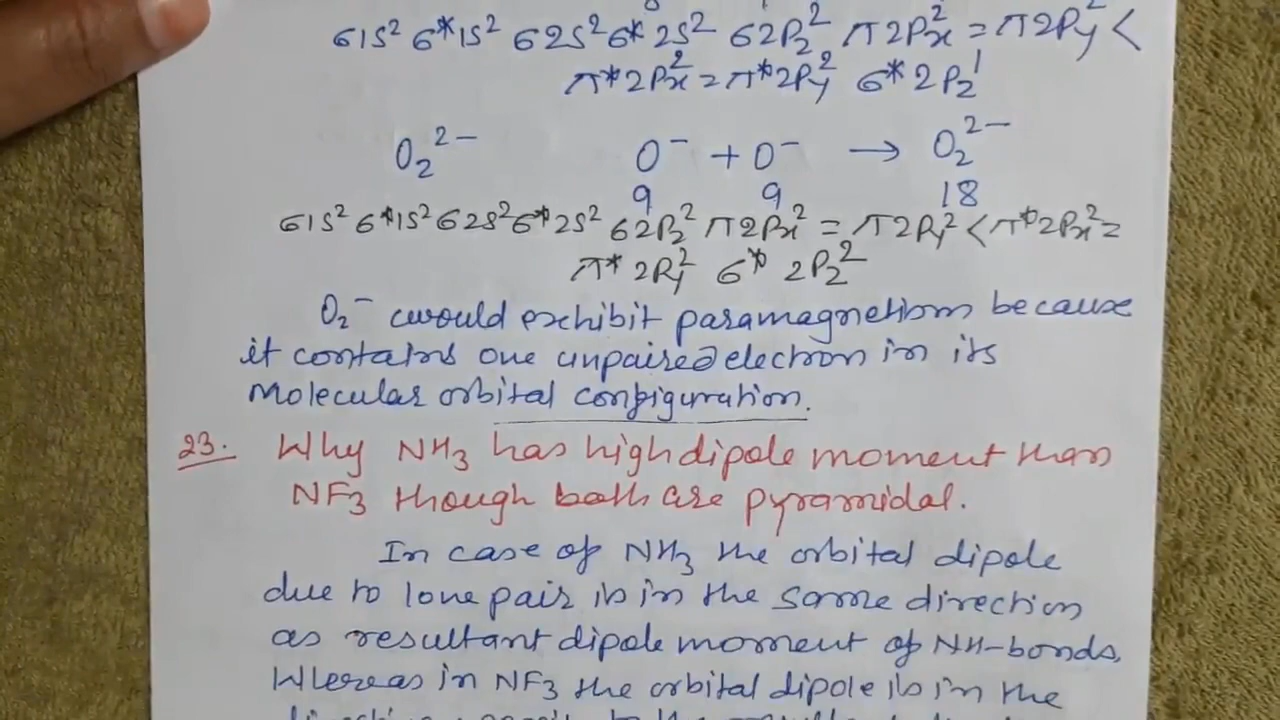 σ1s² σ*1s² σ2s² σ*2s² σ2Pz² π2Px² = π2Py² <
π*2Px² = π*2Py² σ*2Pz¹
O₂²⁻ O⁻ + O⁻ → O₂²⁻
9 9 18
σ1s² σ*1s² σ2s² σ*2s² σ2Pz² π2Px² = π2Py² < π*2Px² =
π*2Py² σ* 2Pz²
O₂⁻ would exhibit paramagnetism because
it contains one unpaired electron in its
Molecular orbital configuration.
23. Why NH₃ has high dipole moment than
NF₃ though both are pyramidal.
In case of NH₃ the orbital dipole
due to lone pair is in the same direction
as resultant dipole moment of NH-bonds,
Whereas in NF₃ the orbital dipole is in the